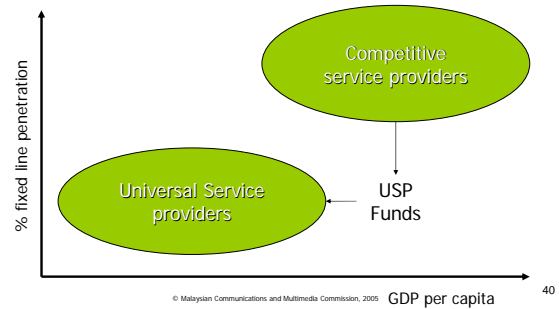 % fixed line penetration
Competitive
service providers
Universal Service
providers
USP
Funds
© Malaysian Communications and Multimedia Commission, 2005
GDP per capita
40